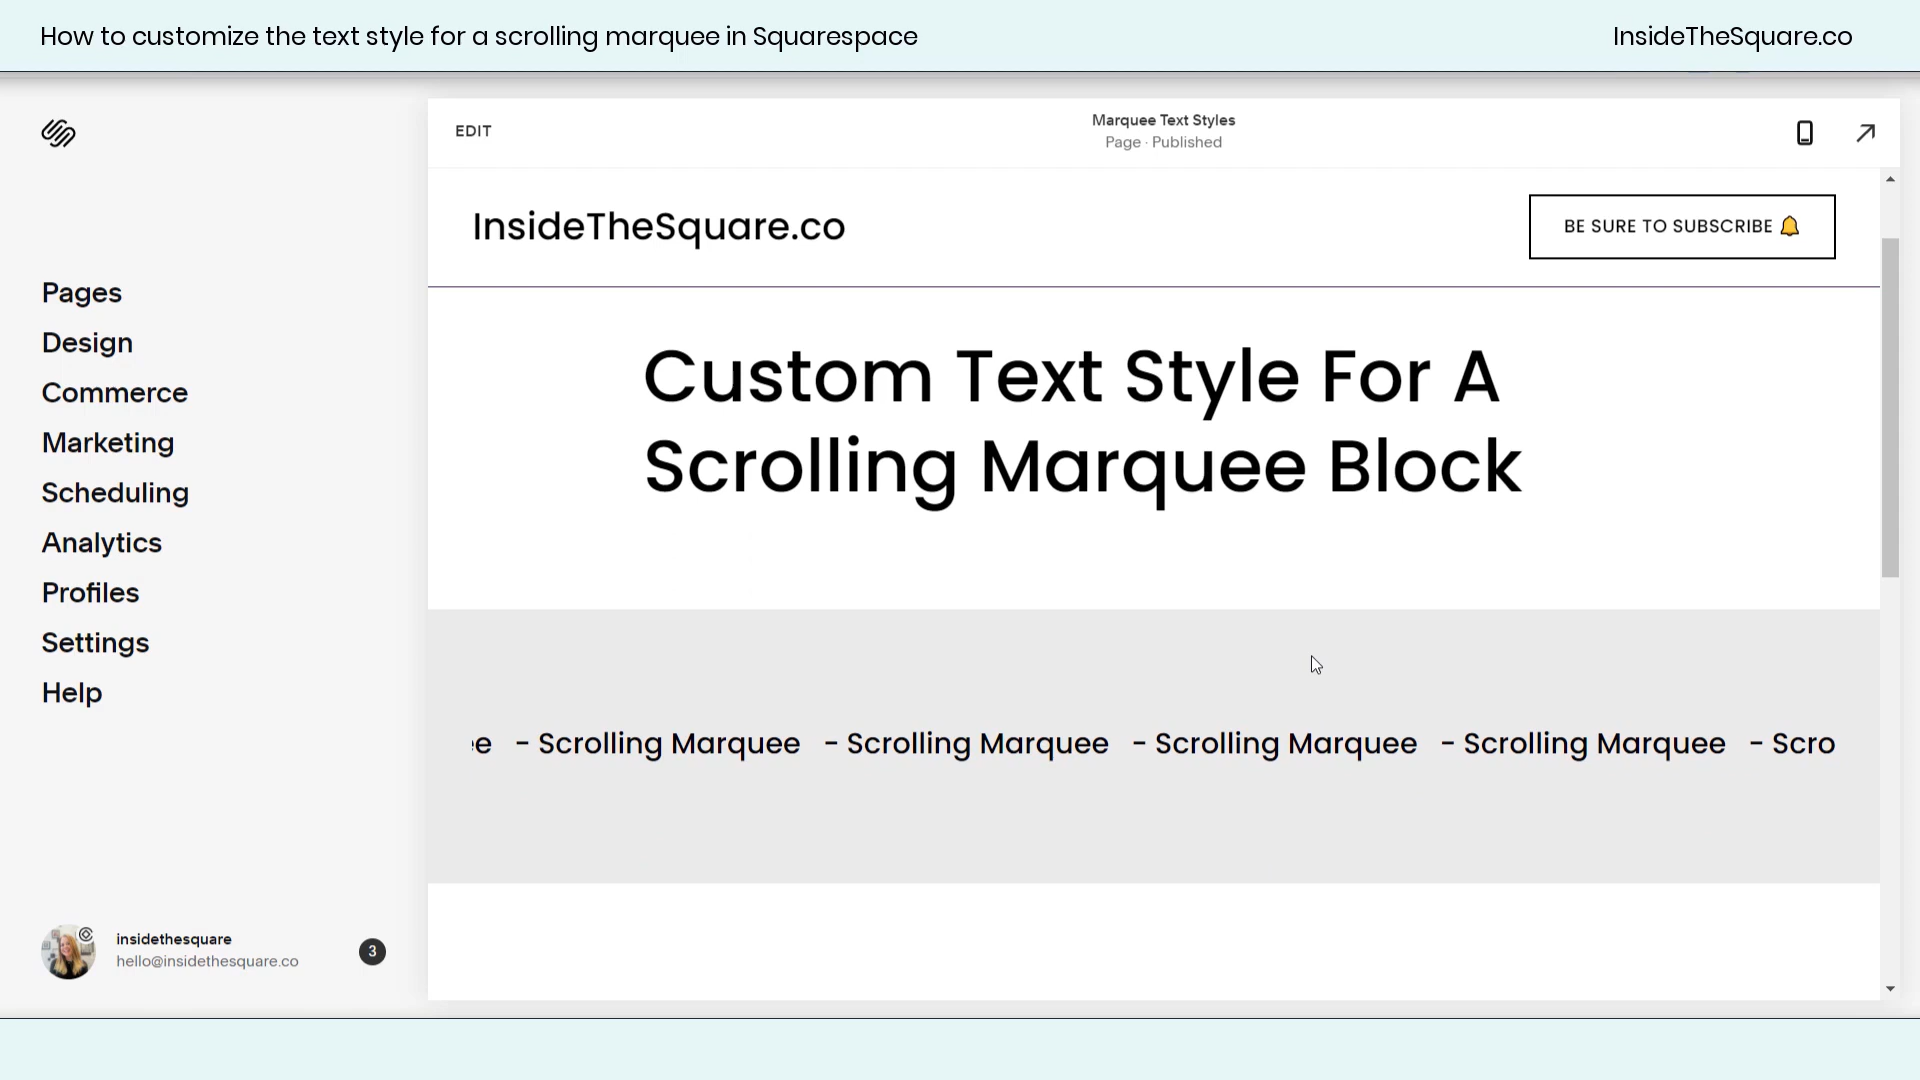 How to customize the text style for a scrolling marquee in Squarespace
InsideTheSquare.co
EDIT
Marquee Text Styles
Page · Published
InsideTheSquare.co
BE SURE TO SUBSCRIBE 🔔
Pages
Design
Commerce
Marketing
Scheduling
Analytics
Profiles
Settings
Help
Custom Text Style For A
Scrolling Marquee Block
ee - Scrolling Marquee - Scrolling Marquee - Scrolling Marquee - Scrolling Marquee - Scro
insidethesquare
hello@insidethesquare.co
3